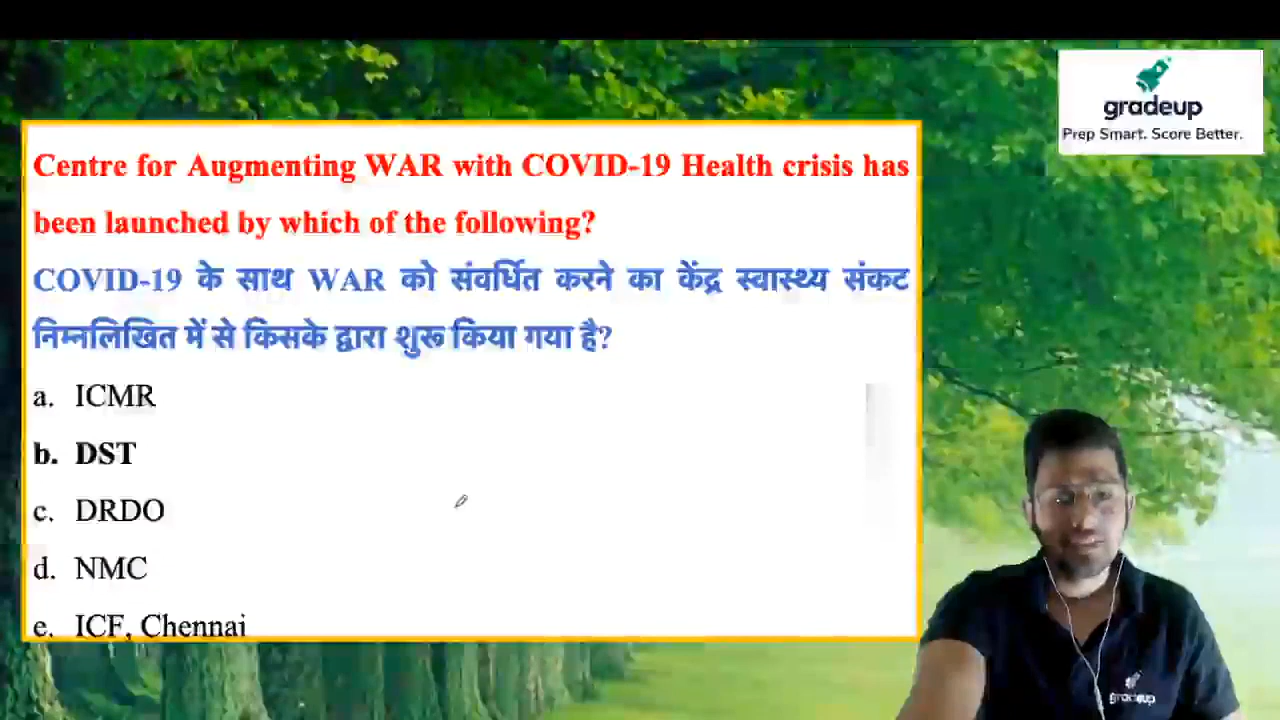 gradeup
Prep Smart. Score Better.
Centre for Augmenting WAR with COVID-19 Health crisis has
been launched by which of the following?
COVID-19 के साथ WAR को संवर्धित करने का केंद्र स्वास्थ्य संकट
निम्नलिखित में से किसके द्वारा शुरू किया गया है?
a. ICMR
b. DST
c. DRDO
d. NMC
e. ICF, Chennai
gradeup